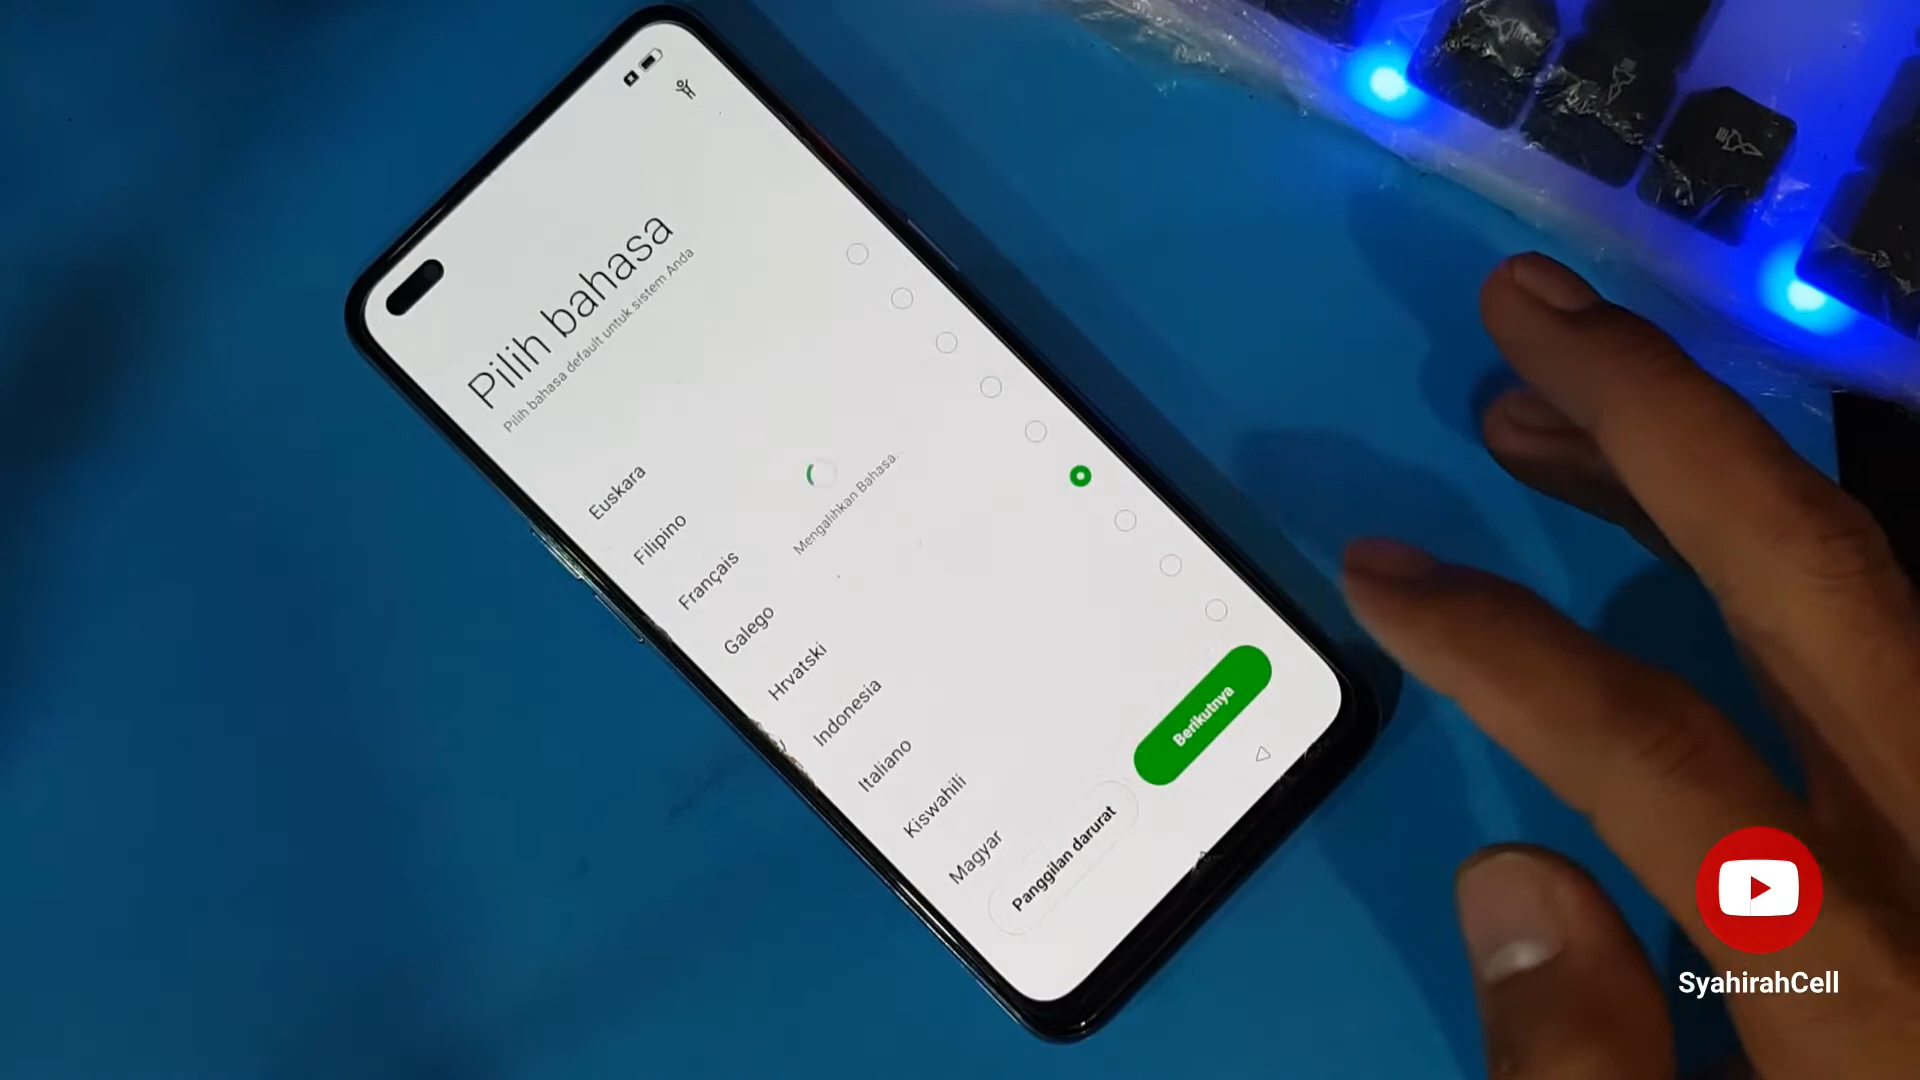 Pilih bahasa
Pilih bahasa default untuk sistem Anda
Euskara
Filipino
Français
Mengalihkan Bahasa.
Galego
Hrvatski
Indonesia
Italiano
Kiswahili
Magyar
Berikutnya
Panggilan darurat
SyahirahCell